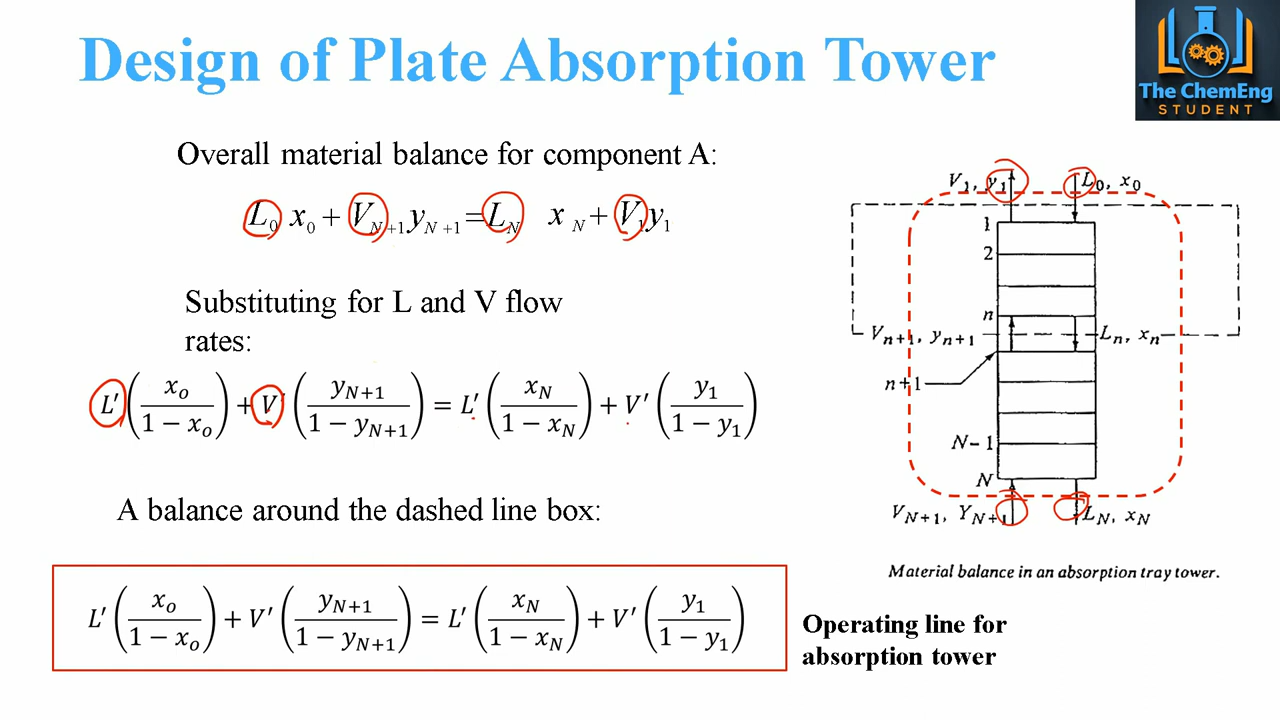 Design of Plate Absorption Tower
The ChemEng
STUDENT
Overall material balance for component A:
L₀ x₀ + V_{N+1} y_{N+1} = L_N x_N + V₁y₁
Substituting for L and V flow
rates:
L′(x_o/(1 − x_o)) + V′(y_{N+1}/(1 − y_{N+1})) = L′(x_N/(1 − x_N)) + V′(y₁/(1 − y₁))
A balance around the dashed line box:
L′(x_o/(1 − x_o)) + V′(y_{N+1}/(1 − y_{N+1})) = L′(x_N/(1 − x_N)) + V′(y₁/(1 − y₁))
V₁, y₁ L₀, x₀
1
2
n
V_{n+1}, y_{n+1} L_n, x_n
n+1
N−1
N
V_{N+1}, Y_{N+1} L_N, x_N
Material balance in an absorption tray tower.
Operating line for
absorption tower